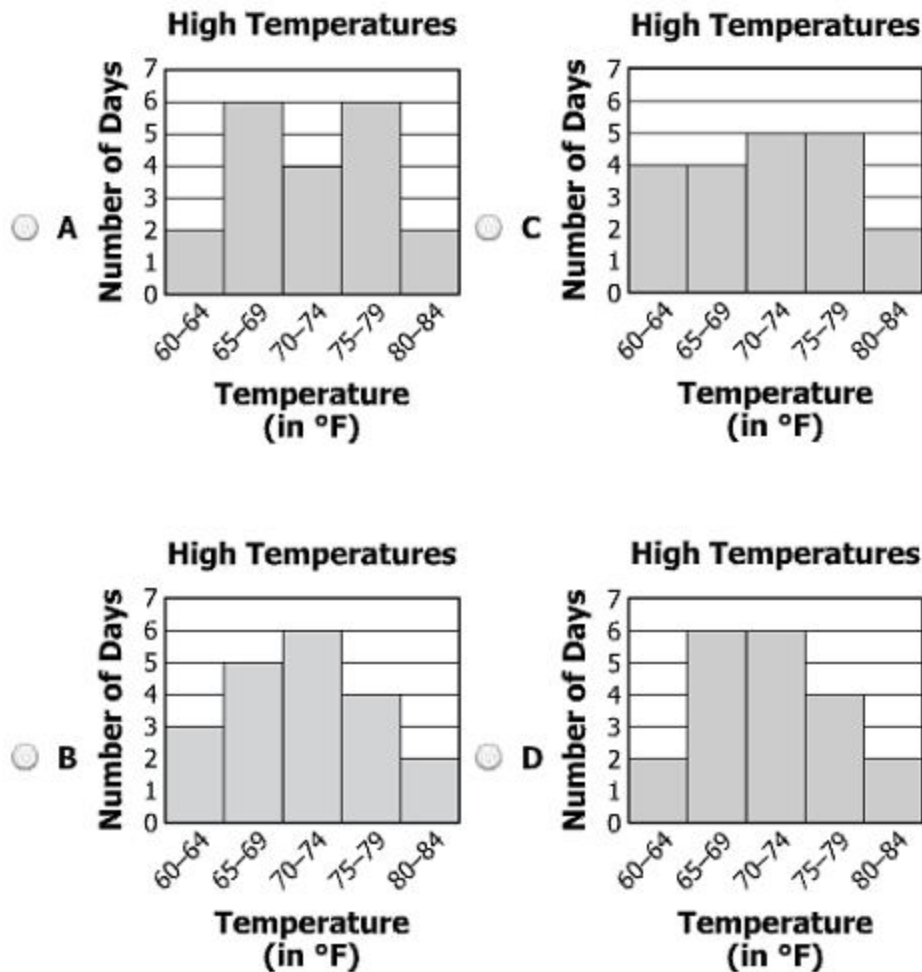 High Temperatures
Number of Days
7
6
5
4
3
2
1
0
60–64
65–69
70–74
75–79
80–84
Temperature
(in °F)
A
High Temperatures
Number of Days
7
6
5
4
3
2
1
0
60–64
65–69
70–74
75–79
80–84
Temperature
(in °F)
C
High Temperatures
Number of Days
7
6
5
4
3
2
1
0
60–64
65–69
70–74
75–79
80–84
Temperature
(in °F)
B
High Temperatures
Number of Days
7
6
5
4
3
2
1
0
60–64
65–69
70–74
75–79
80–84
Temperature
(in °F)
D